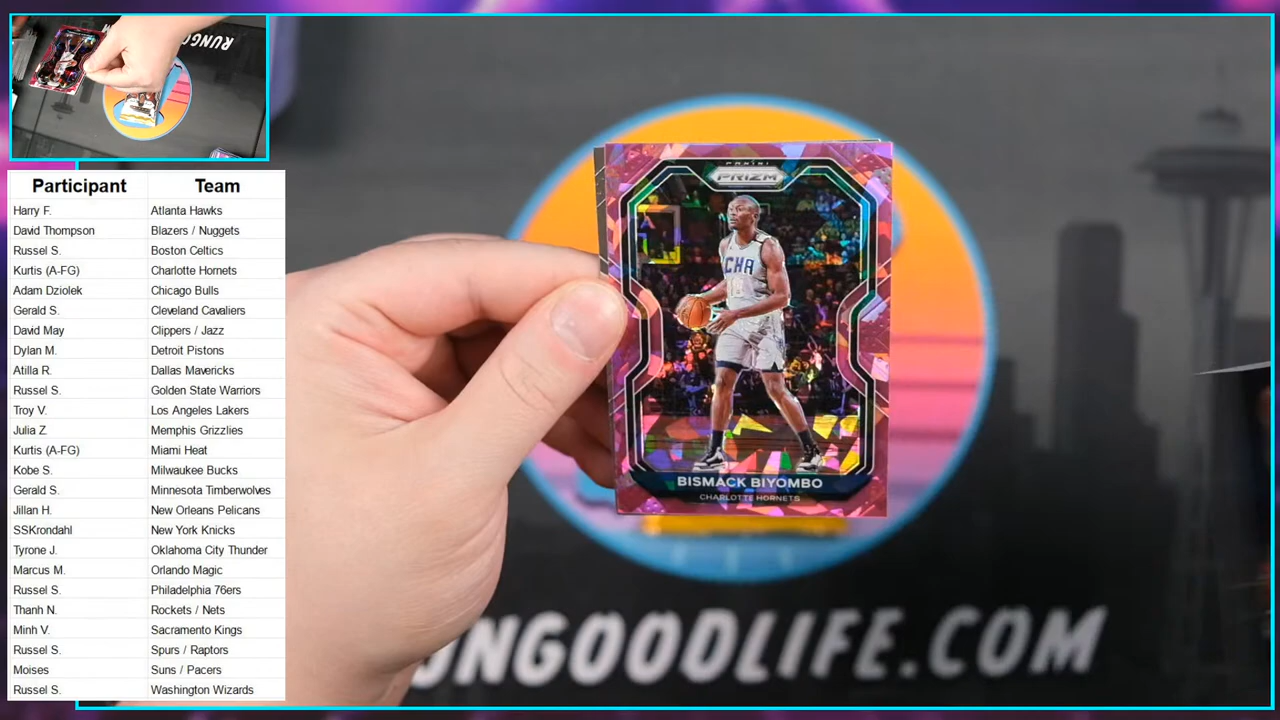 RUNGOOD
Participant Team
Harry F. Atlanta Hawks
David Thompson Blazers / Nuggets
Russel S. Boston Celtics
Kurtis (A-FG) Charlotte Hornets
Adam Dziolek Chicago Bulls
Gerald S. Cleveland Cavaliers
David May Clippers / Jazz
Dylan M. Detroit Pistons
Atilla R. Dallas Mavericks
Russel S. Golden State Warriors
Troy V. Los Angeles Lakers
Julia Z. Memphis Grizzlies
Kurtis (A-FG) Miami Heat
Kobe S. Milwaukee Bucks
Gerald S. Minnesota Timberwolves
Jillan H. New Orleans Pelicans
SSKrondahl New York Knicks
Tyrone J. Oklahoma City Thunder
Marcus M. Orlando Magic
Russel S. Philadelphia 76ers
Thanh N. Rockets / Nets
Minh V. Sacramento Kings
Russel S. Spurs / Raptors
Moises Suns / Pacers
Russel S. Washington Wizards
PANINI
PRIZM
CHA
BISMACK BIYOMBO
CHARLOTTE HORNETS
UNGOODLIFE.COM